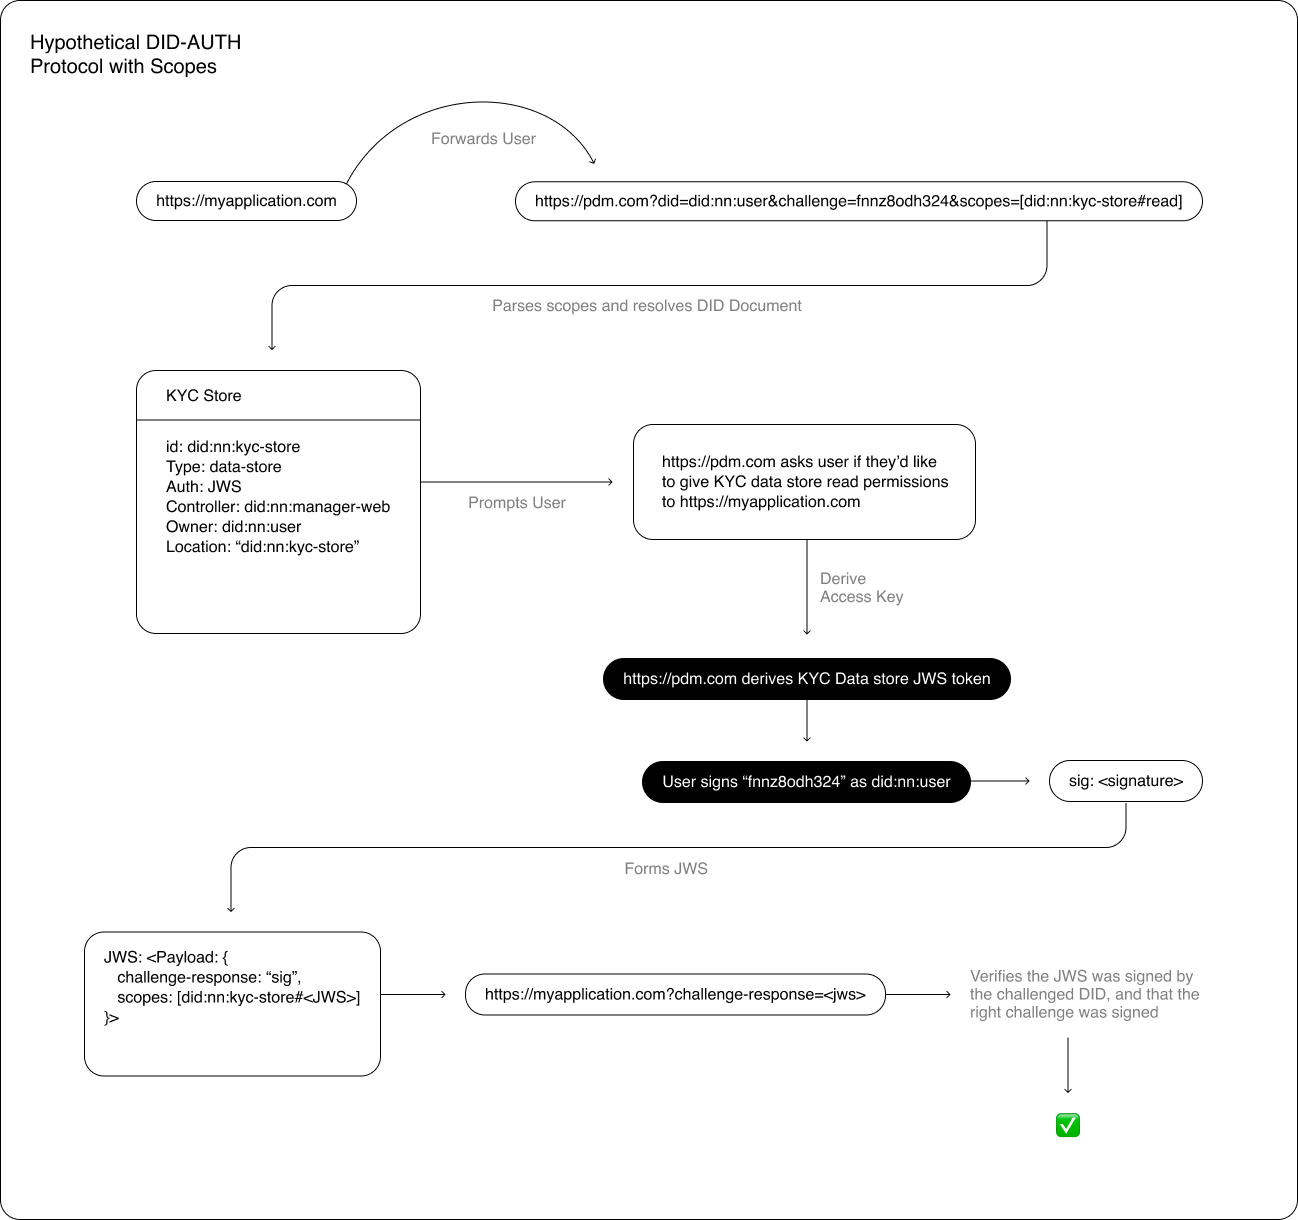 Hypothetical DID-AUTH
Protocol with Scopes
Forwards User
https://myapplication.com
https://pdm.com?did=did:nn:user&challenge=fnnz8odh324&scopes=[did:nn:kyc-store#read]
Parses scopes and resolves DID Document
KYC Store
id: did:nn:kyc-store
Type: data-store
Auth: JWS
Controller: did:nn:manager-web
Owner: did:nn:user
Location: “did:nn:kyc-store”
Prompts User
https://pdm.com asks user if they’d like
to give KYC data store read permissions
to https://myapplication.com
Derive
Access Key
https://pdm.com derives KYC Data store JWS token
User signs “fnnz8odh324” as did:nn:user
sig: <signature>
Forms JWS
JWS: <Payload: {
challenge-response: “sig”,
scopes: [did:nn:kyc-store#<JWS>]
}>
https://myapplication.com?challenge-response=<jws>
Verifies the JWS was signed by
the challenged DID, and that the
right challenge was signed